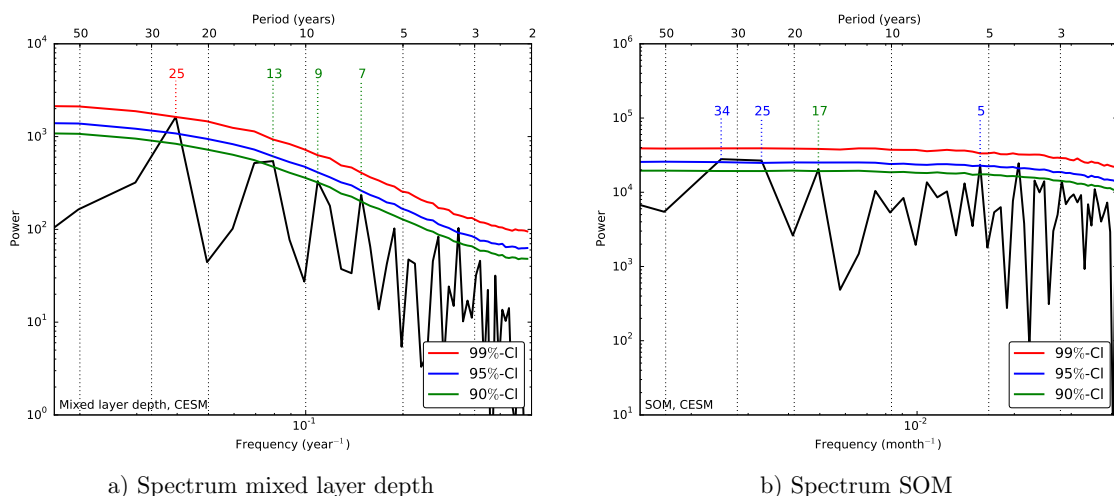 Period (years)
50 30 20 10 5 3 2
10^4
25 13 9 7
10^3
Power
10^2
10^1
99%-CI
95%-CI
90%-CI
Mixed layer depth, CESM
10^0
10^-1
Frequency (year^-1)
a) Spectrum mixed layer depth
Period (years)
50 30 20 10 5 3
10^6
34 25 17 5
10^5
10^4
Power
10^3
10^2
99%-CI
95%-CI
90%-CI
SOM, CESM
10^1
10^-2
Frequency (month^-1)
b) Spectrum SOM